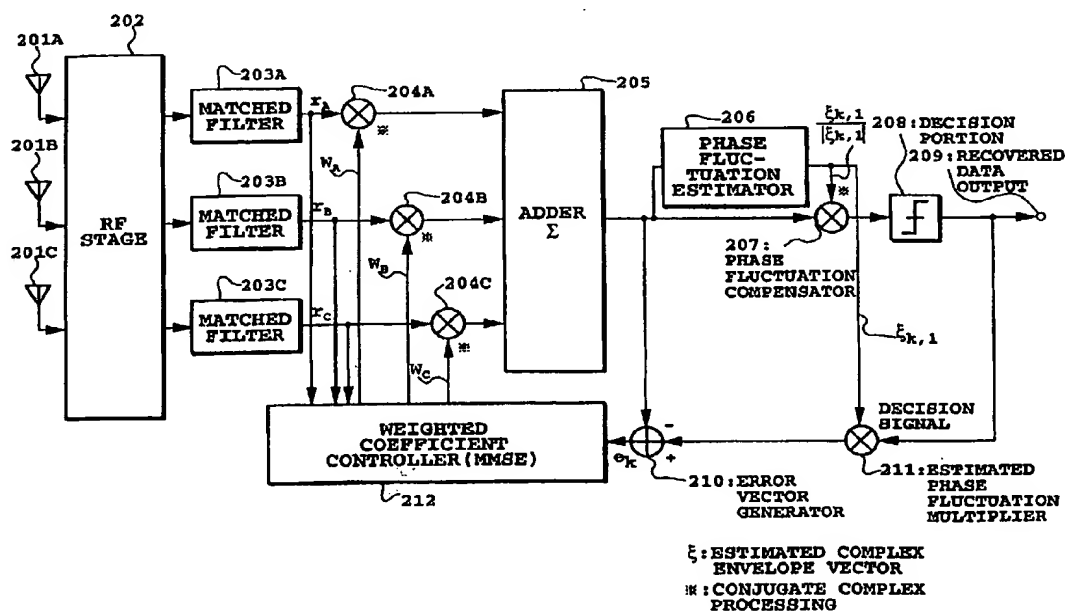 202
201A
203A
MATCHED
FILTER
r_A
204A
※
205
W_A
201B
203B
MATCHED
FILTER
r_B
204B
※
W_B
RF
STAGE
201C
203C
MATCHED
FILTER
r_C
204C
※
W_C
ADDER
Σ
206
PHASE
FLUC-
TUATION
ESTIMATOR
ξk,1
|ξk,1|
※
208:DECISION
PORTION
209:RECOVERED
DATA
OUTPUT
207:
PHASE
FLUCTUATION
COMPENSATOR
ξk,1
WEIGHTED
COEFFICIENT
CONTROLLER(MMSE)
212
e_k
-
+
210:ERROR
VECTOR
GENERATOR
DECISION
SIGNAL
211:ESTIMATED
PHASE
FLUCTUATION
MULTIPLIER
ξ:ESTIMATED COMPLEX
ENVELOPE VECTOR
※:CONJUGATE COMPLEX
PROCESSING